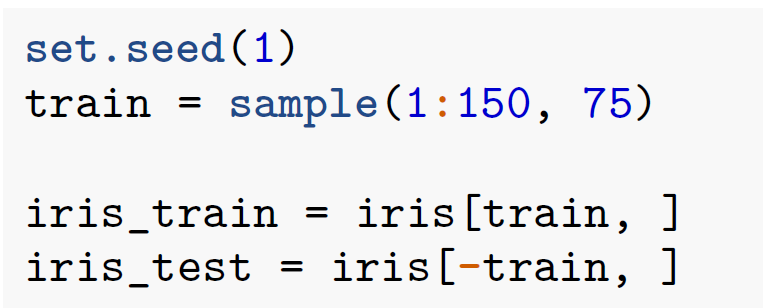 set.seed(1)
train = sample(1:150, 75)
iris_train = iris[train, ]
iris_test = iris[-train, ]